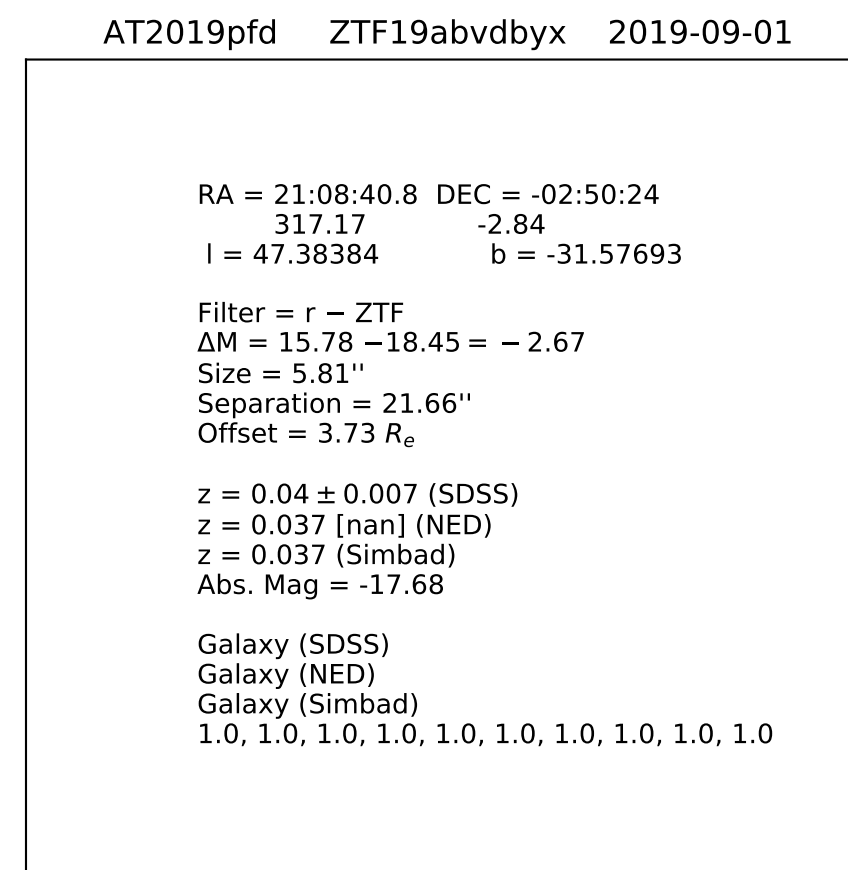 AT2019pfd ZTF19abvdbyx 2019-09-01
RA = 21:08:40.8 DEC = -02:50:24
317.17 -2.84
l = 47.38384 b = -31.57693
Filter = r − ZTF
ΔM = 15.78 −18.45 = − 2.67
Size = 5.81''
Separation = 21.66''
Offset = 3.73 Rₑ
z = 0.04 ± 0.007 (SDSS)
z = 0.037 [nan] (NED)
z = 0.037 (Simbad)
Abs. Mag = -17.68
Galaxy (SDSS)
Galaxy (NED)
Galaxy (Simbad)
1.0, 1.0, 1.0, 1.0, 1.0, 1.0, 1.0, 1.0, 1.0, 1.0